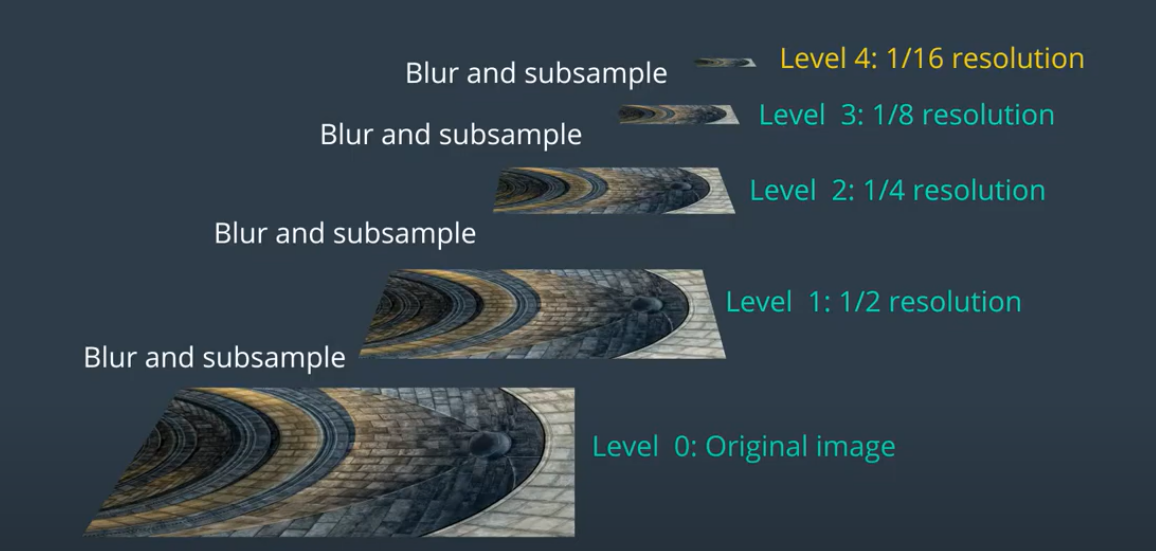 Level 4: 1/16 resolution
Blur and subsample
Level 3: 1/8 resolution
Blur and subsample
Level 2: 1/4 resolution
Blur and subsample
Level 1: 1/2 resolution
Blur and subsample
Level 0: Original image